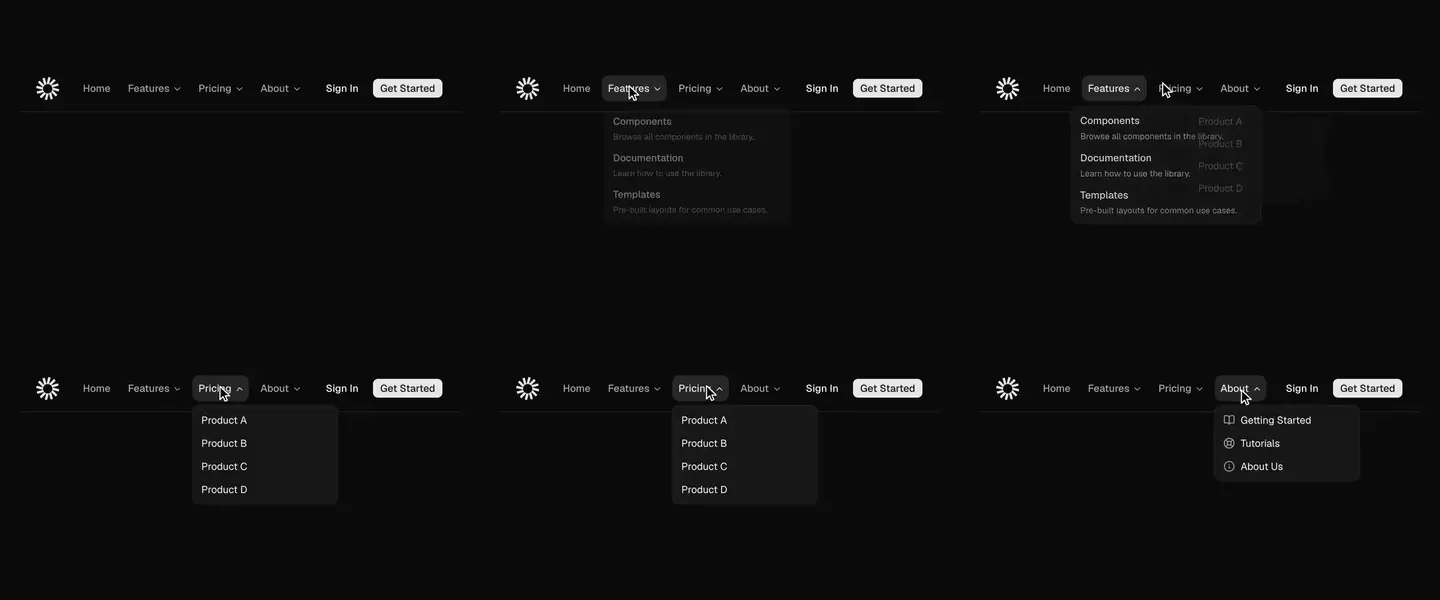 Home Features Pricing About Sign In Get Started
Home Features Pricing About Sign In Get Started
Components
Browse all components in the library.
Documentation
Learn how to use the library.
Templates
Pre-built layouts for common use cases.
Home Features Pricing About Sign In Get Started
Components
Browse all components in the library.
Documentation
Learn how to use the library.
Templates
Pre-built layouts for common use cases.
Product A
Product B
Product C
Product D
Home Features Pricing About Sign In Get Started
Product A
Product B
Product C
Product D
Home Features Pricing About Sign In Get Started
Product A
Product B
Product C
Product D
Home Features Pricing About Sign In Get Started
Getting Started
Tutorials
About Us